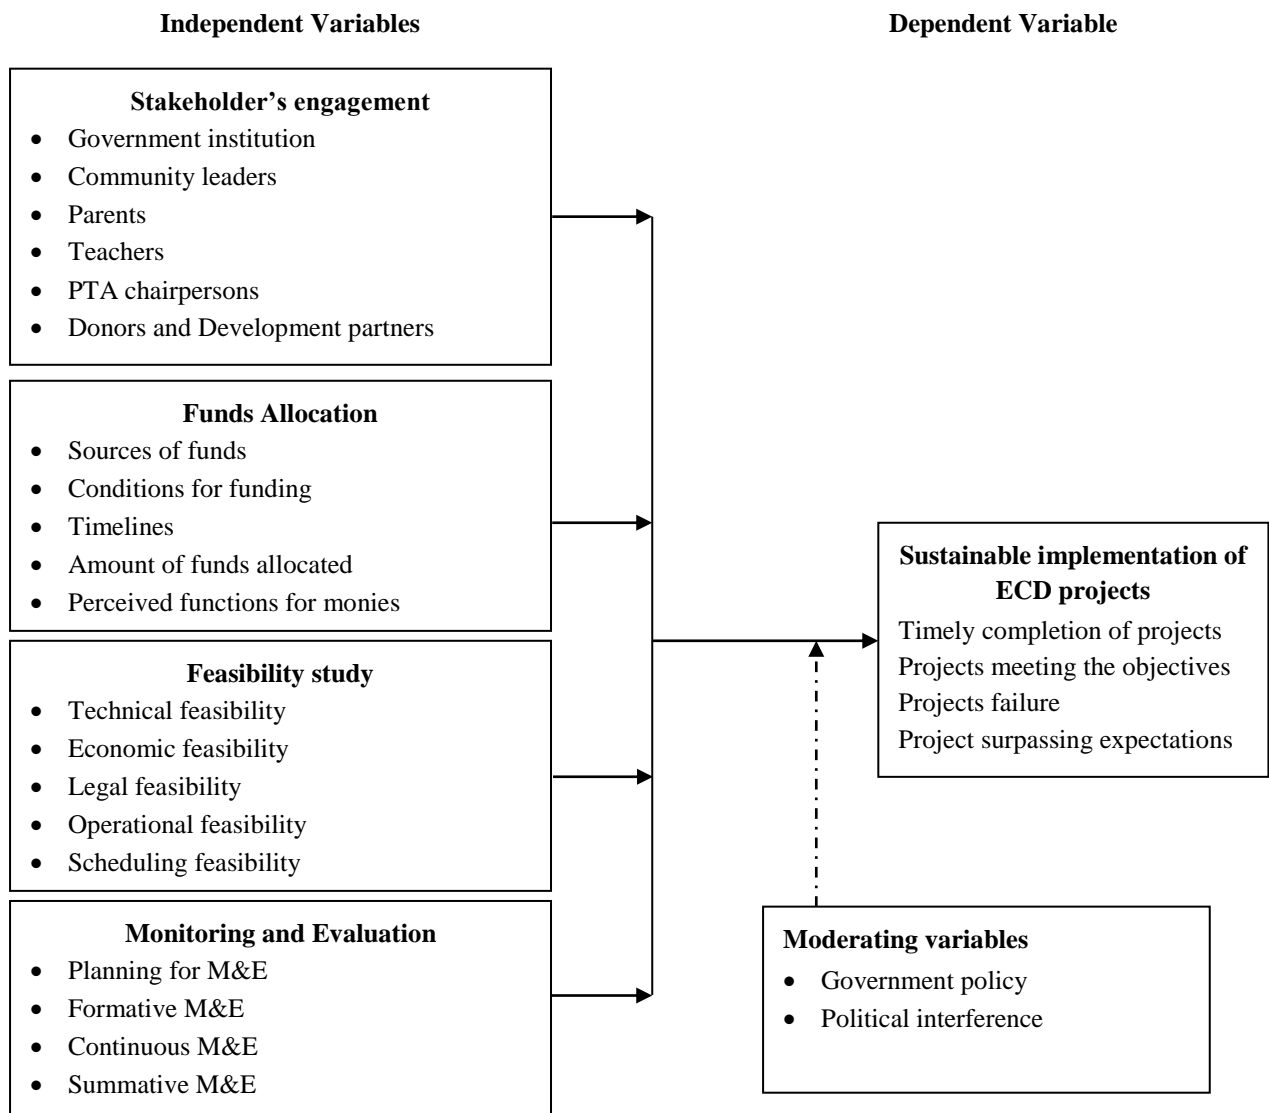 Independent Variables
Dependent Variable
Stakeholder’s engagement
• Government institution
• Community leaders
• Parents
• Teachers
• PTA chairpersons
• Donors and Development partners
Funds Allocation
• Sources of funds
• Conditions for funding
• Timelines
• Amount of funds allocated
• Perceived functions for monies
Feasibility study
• Technical feasibility
• Economic feasibility
• Legal feasibility
• Operational feasibility
• Scheduling feasibility
Monitoring and Evaluation
• Planning for M&E
• Formative M&E
• Continuous M&E
• Summative M&E
Sustainable implementation of
ECD projects
Timely completion of projects
Projects meeting the objectives
Projects failure
Project surpassing expectations
Moderating variables
• Government policy
• Political interference